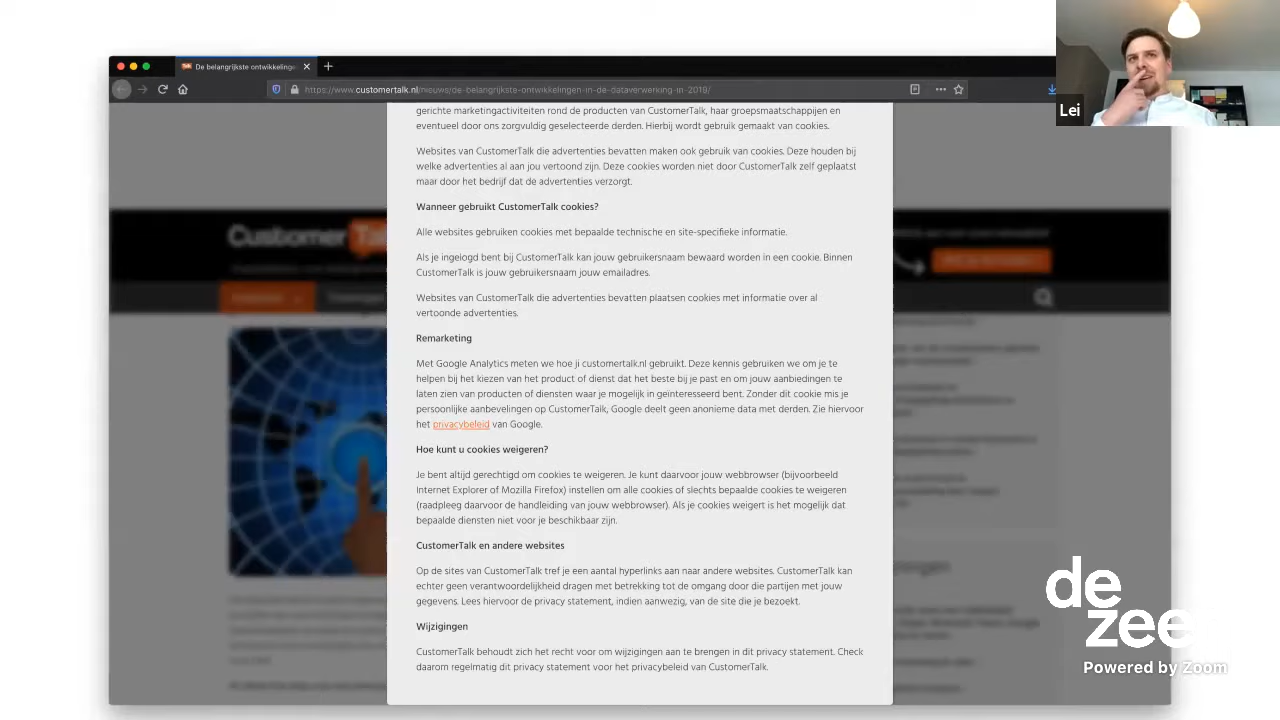 De belangrijkste ontwikkelinge
https://www.customertalk.nl/nieuws/de-belangrijkste-ontwikkelingen-in-de-dataverwerking-in-2019/
Lei
gerichte marketingactiviteiten rond de producten van CustomerTalk, haar groepsmaatschappijen en
eventueel door ons zorgvuldig geselecteerde derden. Hierbij wordt gebruik gemaakt van cookies.
Websites van CustomerTalk die advertenties bevatten maken ook gebruik van cookies. Deze houden bij
welke advertenties al aan jou vertoond zijn. Deze cookies worden niet door CustomerTalk zelf geplaatst
maar door het bedrijf dat de advertenties verzorgt.
Wanneer gebruikt CustomerTalk cookies?
Alle websites gebruiken cookies met bepaalde technische en site-specifieke informatie.
Als je ingelogd bent bij CustomerTalk kan jouw gebruikersnaam bewaard worden in een cookie. Binnen
CustomerTalk is jouw gebruikersnaam jouw emailadres.
Websites van CustomerTalk die advertenties bevatten plaatsen cookies met informatie over al
vertoonde advertenties.
Customer
Remarketing
Met Google Analytics meten we hoe ji customertalk.nl gebruikt. Deze kennis gebruiken we om je te
helpen bij het kiezen van het product of dienst dat het beste bij je past en om jouw aanbiedingen te
laten zien van producten of diensten waar je mogelijk in geïnteresseerd bent. Zonder dit cookie mis je
persoonlijke aanbevelingen op CustomerTalk, Google deelt geen anonieme data met derden. Zie hiervoor
het privacybeleid van Google.
Hoe kunt u cookies weigeren?
Je bent altijd gerechtigd om cookies te weigeren. Je kunt daarvoor jouw webbrowser (bijvoorbeeld
Internet Explorer of Mozilla Firefox) instellen om alle cookies of slechts bepaalde cookies te weigeren
(raadpleeg daarvoor de handleiding van jouw webbrowser). Als je cookies weigert is het mogelijk dat
bepaalde diensten niet voor je beschikbaar zijn.
CustomerTalk en andere websites
Op de sites van CustomerTalk tref je een aantal hyperlinks aan naar andere websites. CustomerTalk kan
echter geen verantwoordelijkheid dragen met betrekking tot de omgang door die partijen met jouw
gegevens. Lees hiervoor de privacy statement, indien aanwezig, van de site die je bezoekt.
Wijzigingen
CustomerTalk behoudt zich het recht voor om wijzigingen aan te brengen in dit privacy statement. Check
daarom regelmatig dit privacy statement voor het privacybeleid van CustomerTalk.
de
zee
Powered by Zoom